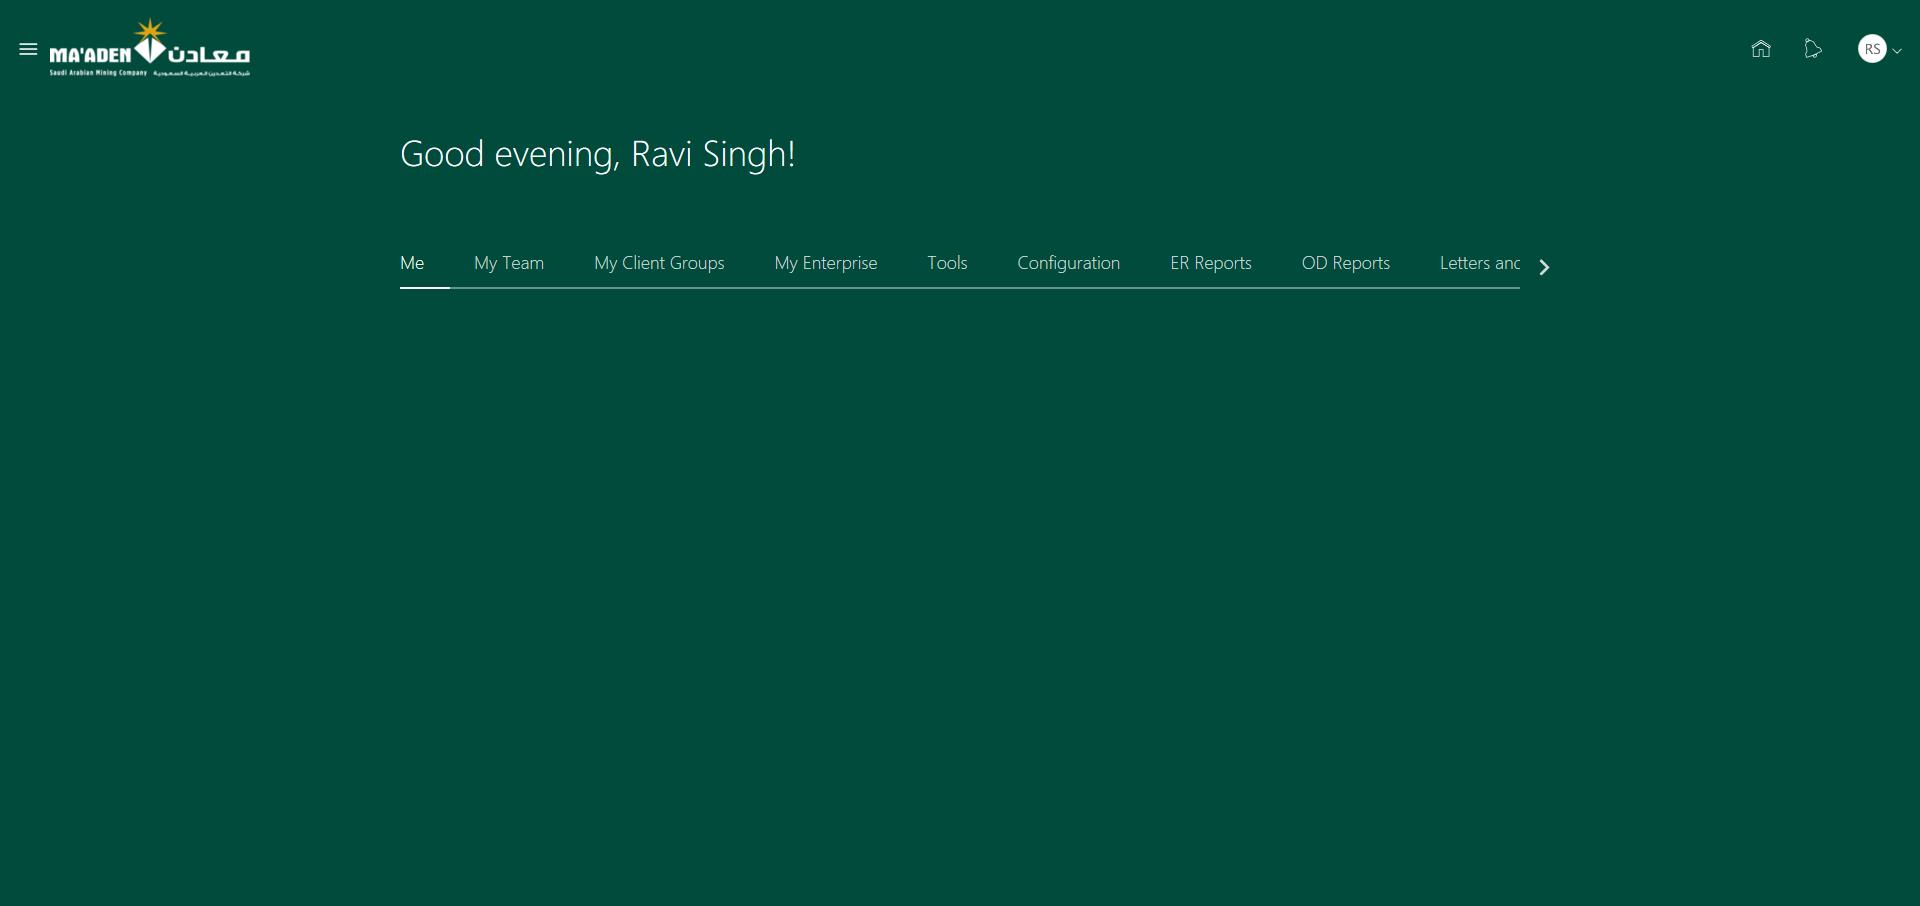 MA'ADEN معادن
Saudi Arabian Mining Company شركة التعدين العربية السعودية
RS
Good evening, Ravi Singh!
Me My Team My Client Groups My Enterprise Tools Configuration ER Reports OD Reports Letters anc